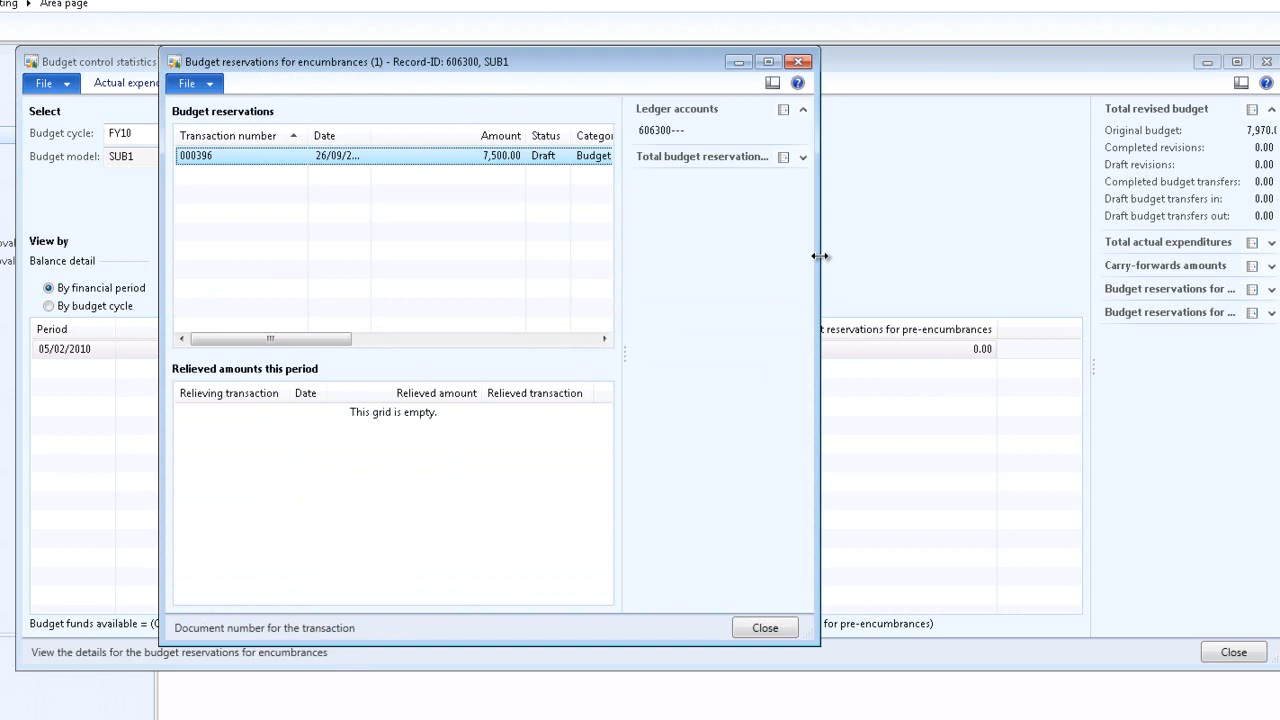 ting ▸ Area page
Budget control statistics
File
Actual expen
Select
Budget cycle: FY10
Budget model: SUB1
View by
Balance detail
By financial period
By budget cycle
Period
05/02/2010
Budget funds available = (
View the details for the budget reservations for encumbrances
oval
oval
Budget reservations for encumbrances (1) - Record-ID: 606300, SUB1
File
Budget reservations
Transaction number Date Amount Status Catego
000396 26/09/2... 7,500.00 Draft Budget
Relieved amounts this period
Relieving transaction Date Relieved amount Relieved transaction
This grid is empty.
Document number for the transaction
Close
Ledger accounts
606300---
Total budget reservation...
t reservations for pre-encumbrances
0.00
for pre-encumbrances)
Total revised budget
Original budget: 7,970.0
Completed revisions: 0.00
Draft revisions: 0.00
Completed budget transfers: 0.00
Draft budget transfers in: 0.00
Draft budget transfers out: 0.00
Total actual expenditures
Carry-forwards amounts
Budget reservations for ...
Budget reservations for ...
Close